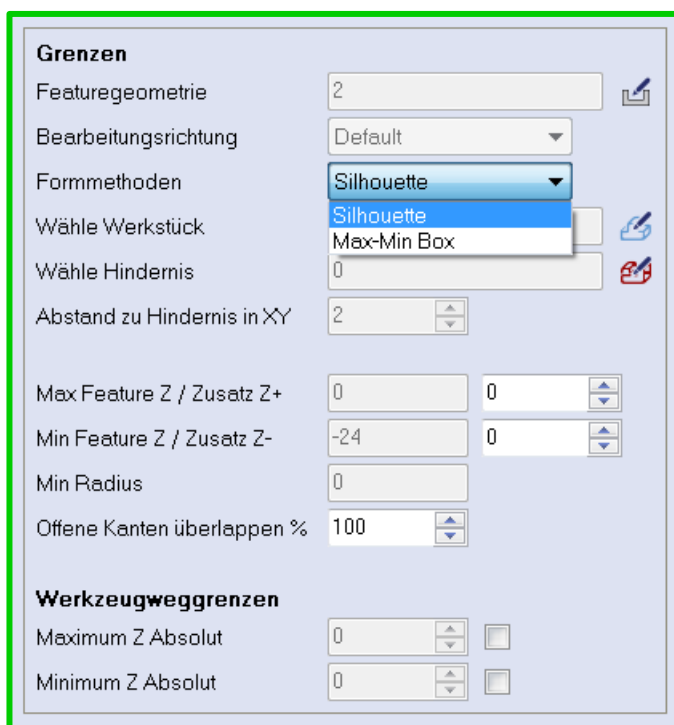 Grenzen
Featuregeometrie 2
Bearbeitungsrichtung Default
Formmethoden Silhouette
Silhouette
Wähle Werkstück
Max-Min Box
Wähle Hindernis 0
Abstand zu Hindernis in XY 2
Max Feature Z / Zusatz Z+ 0 0
Min Feature Z / Zusatz Z- -24 0
Min Radius 0
Offene Kanten überlappen % 100
Werkzeugweggrenzen
Maximum Z Absolut 0
Minimum Z Absolut 0